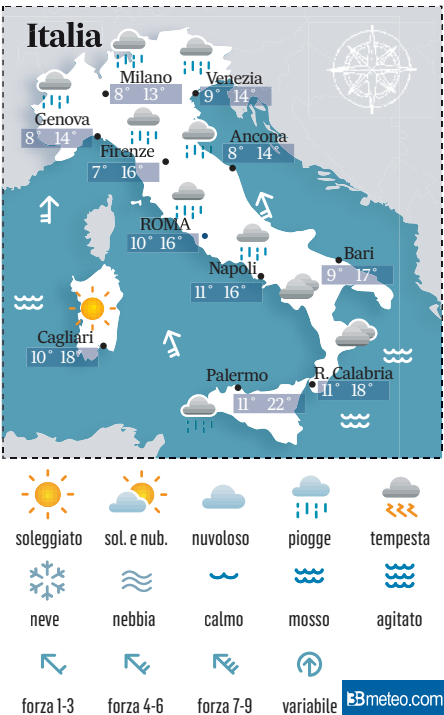 Italia
Milano
8° 13°
Venezia
9° 14°
Genova
8° 14°
Firenze
7° 16°
Ancona
8° 14°
ROMA
10° 16°
Napoli
11° 16°
Bari
9° 17°
Cagliari
10° 18°
Palermo
11° 22°
R. Calabria
11° 18°
soleggiato sol. e nub. nuvoloso piogge tempesta
neve nebbia calmo mosso agitato
forza 1-3 forza 4-6 forza 7-9 variabile
3Bmeteo.com